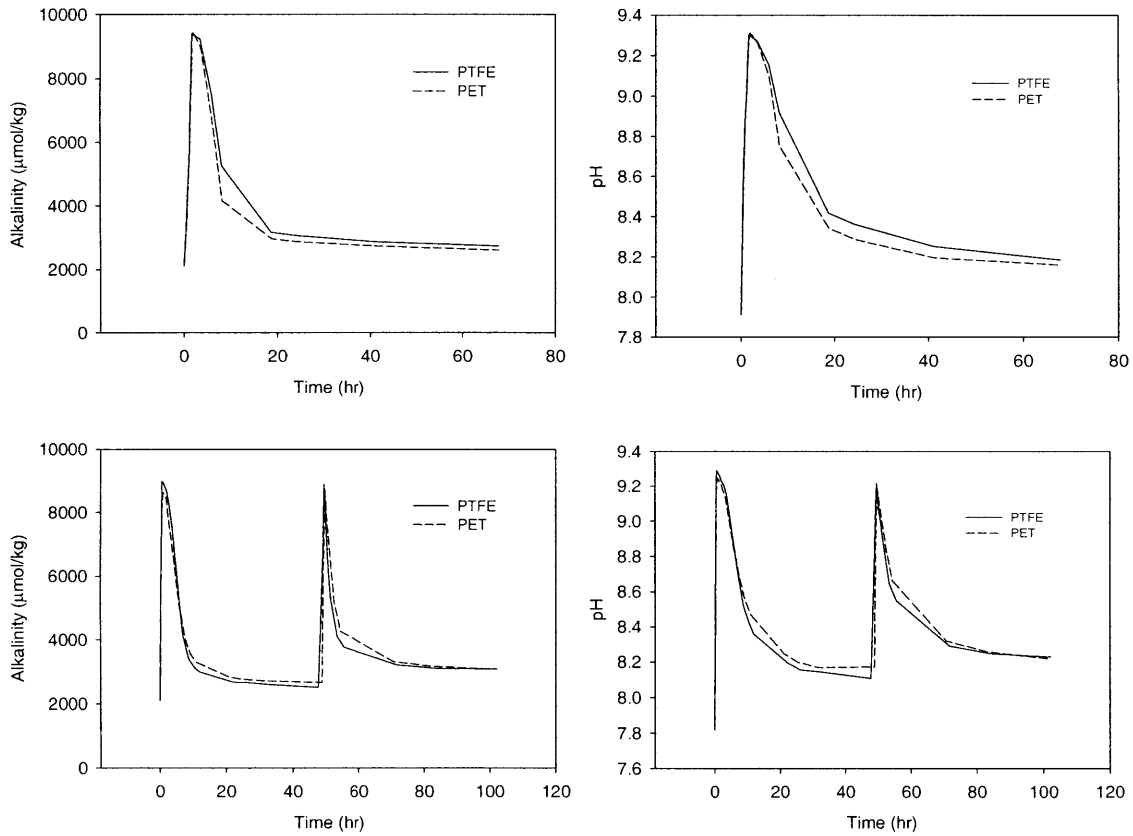 10000
8000
6000
4000
2000
0
Alkalinity (μmol/kg)
PTFE
PET
0 20 40 60 80
Time (hr)
9.4
9.2
9.0
8.8
8.6
8.4
8.2
8.0
7.8
pH
PTFE
PET
0 20 40 60 80
Time (hr)
10000
8000
6000
4000
2000
0
Alkalinity (μmol/kg)
PTFE
PET
0 20 40 60 80 100 120
Time (hr)
9.4
9.2
9.0
8.8
8.6
8.4
8.2
8.0
7.8
7.6
pH
PTFE
PET
0 20 40 60 80 100 120
Time (hr)